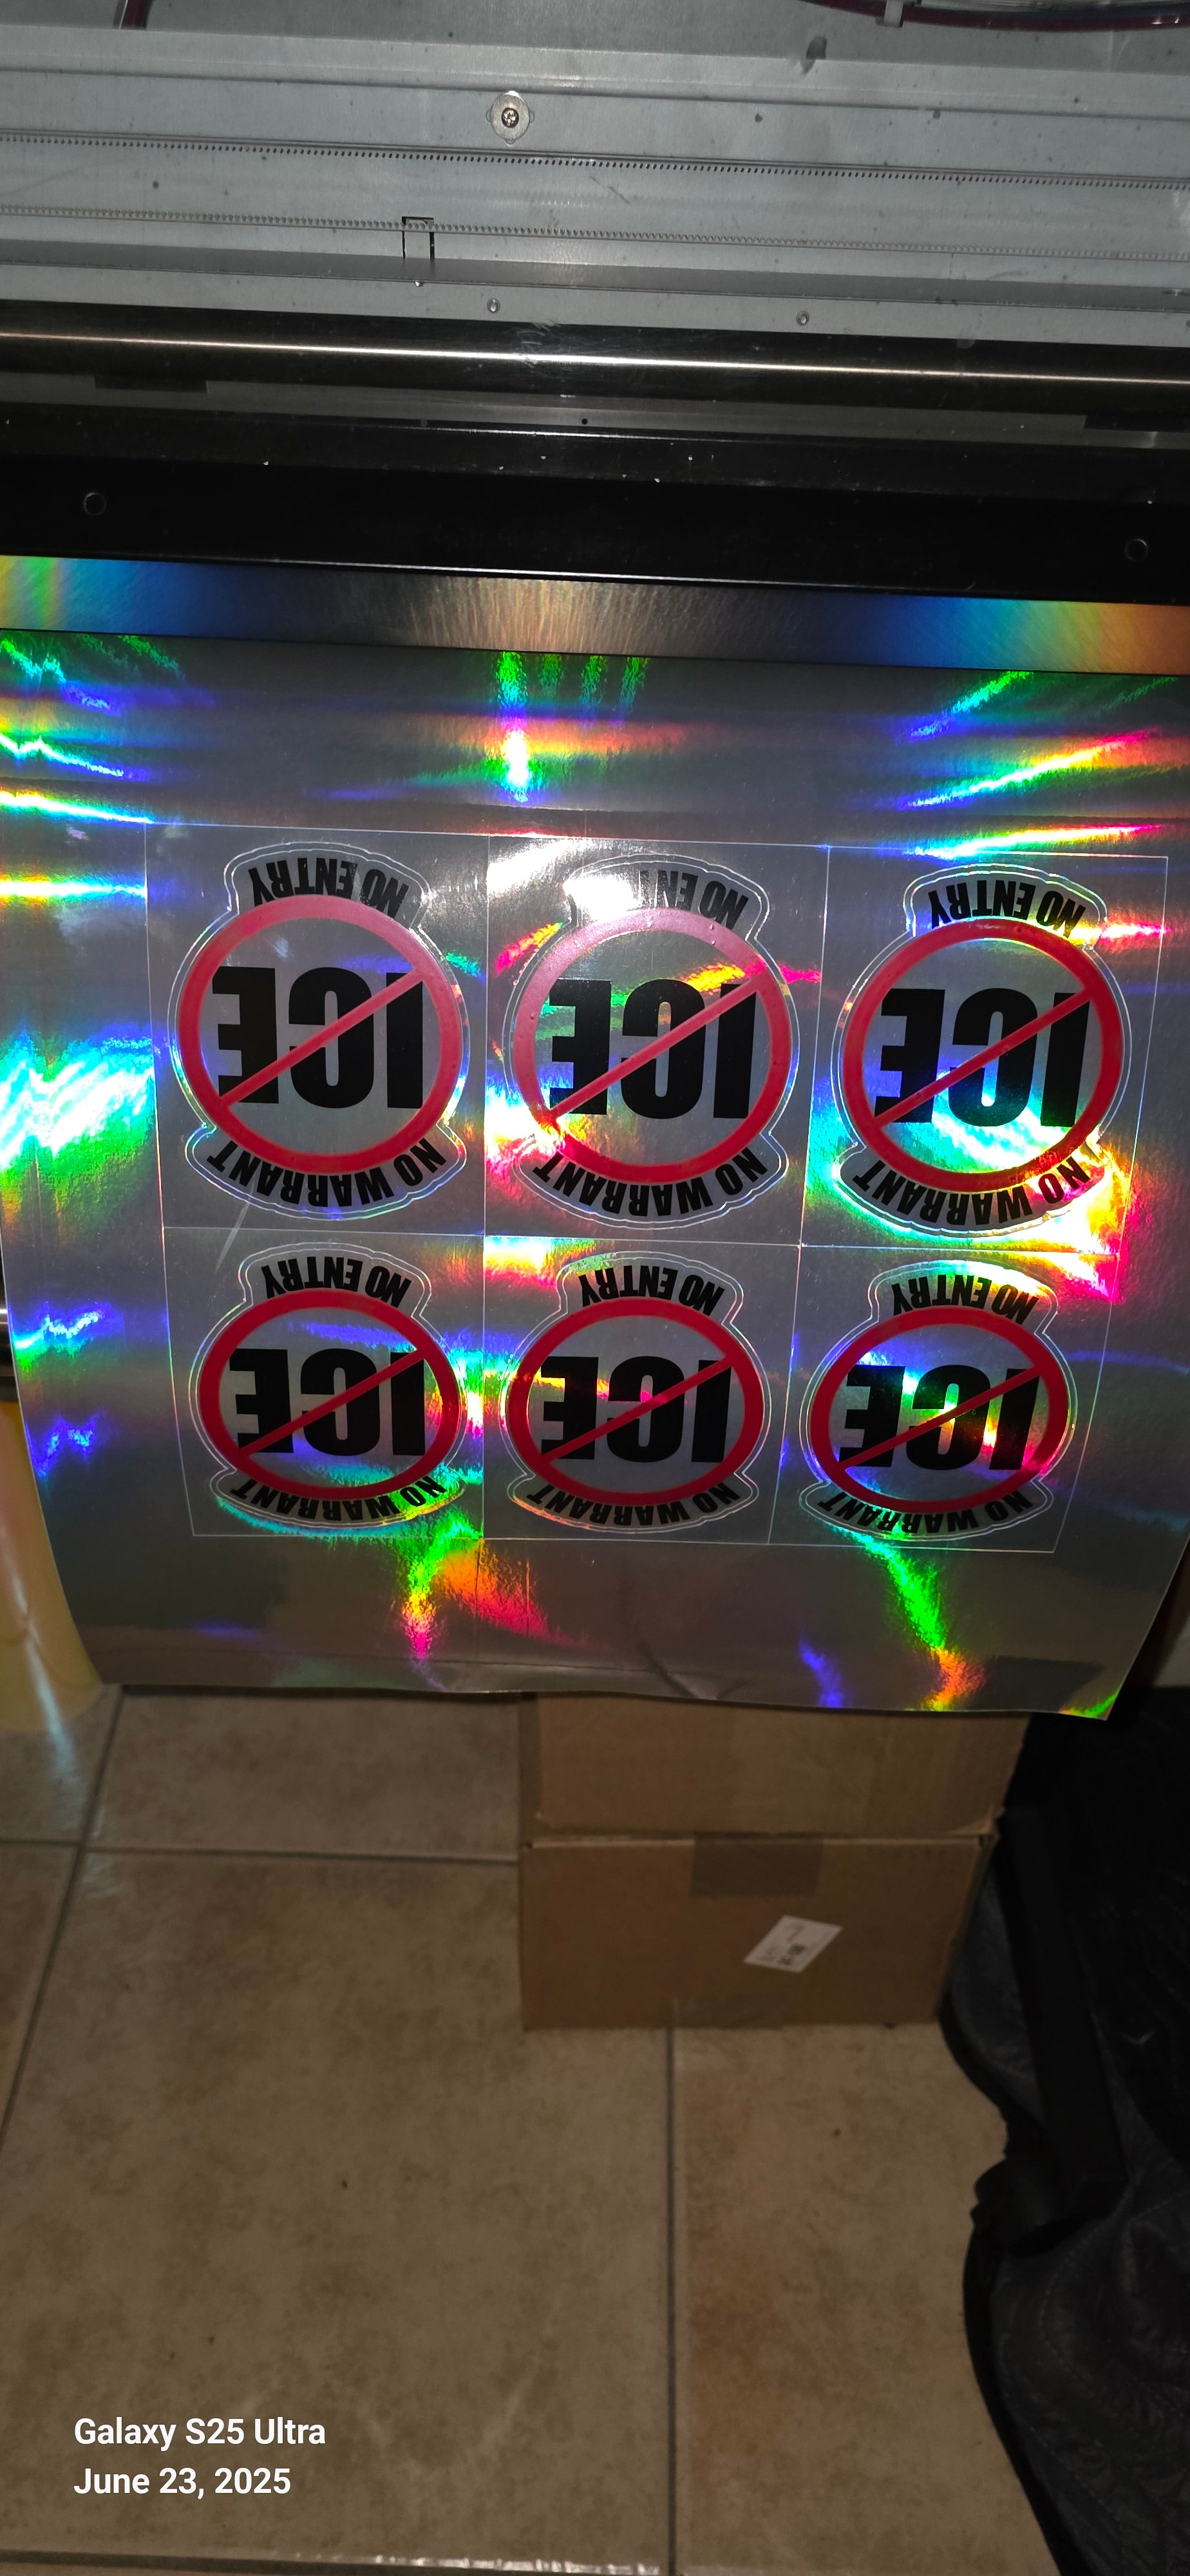 NO WARRANT
ICE
NO ENTRY
NO WARRANT
ICE
NO ENTRY
NO WARRANT
ICE
NO ENTRY
NO WARRANT
ICE
NO ENTRY
NO WARRANT
ICE
NO ENT
NO WARRANT
ICE
NO ENTRY
Galaxy S25 Ultra
June 23, 2025